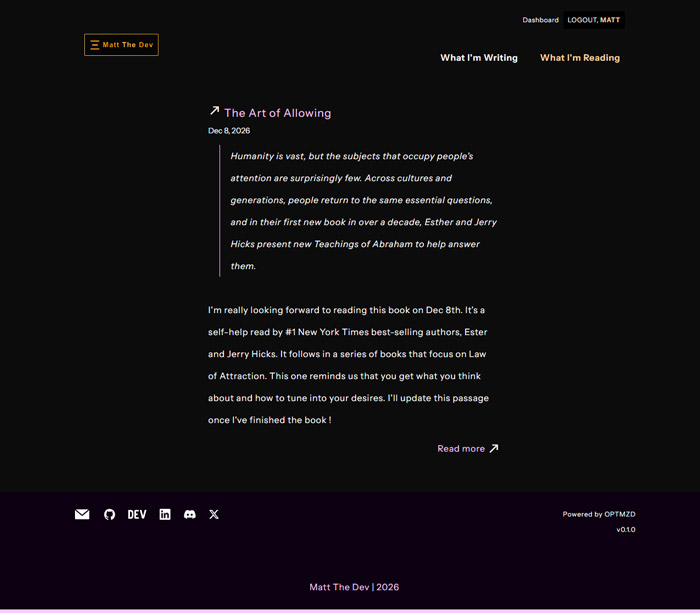 Dashboard LOGOUT, MATT
Matt The Dev
What I'm Writing What I'm Reading
The Art of Allowing
Dec 8, 2026
Humanity is vast, but the subjects that occupy people's
attention are surprisingly few. Across cultures and
generations, people return to the same essential questions,
and in their first new book in over a decade, Esther and Jerry
Hicks present new Teachings of Abraham to help answer
them.
I'm really looking forward to reading this book on Dec 8th. It's a
self-help read by #1 New York Times best-selling authors, Ester
and Jerry Hicks. It follows in a series of books that focus on Law
of Attraction. This one reminds us that you get what you think
about and how to tune into your desires. I'll update this passage
once I've finished the book !
Read more
DEV in X
Powered by OPTMZD
v0.1.0
Matt The Dev | 2026